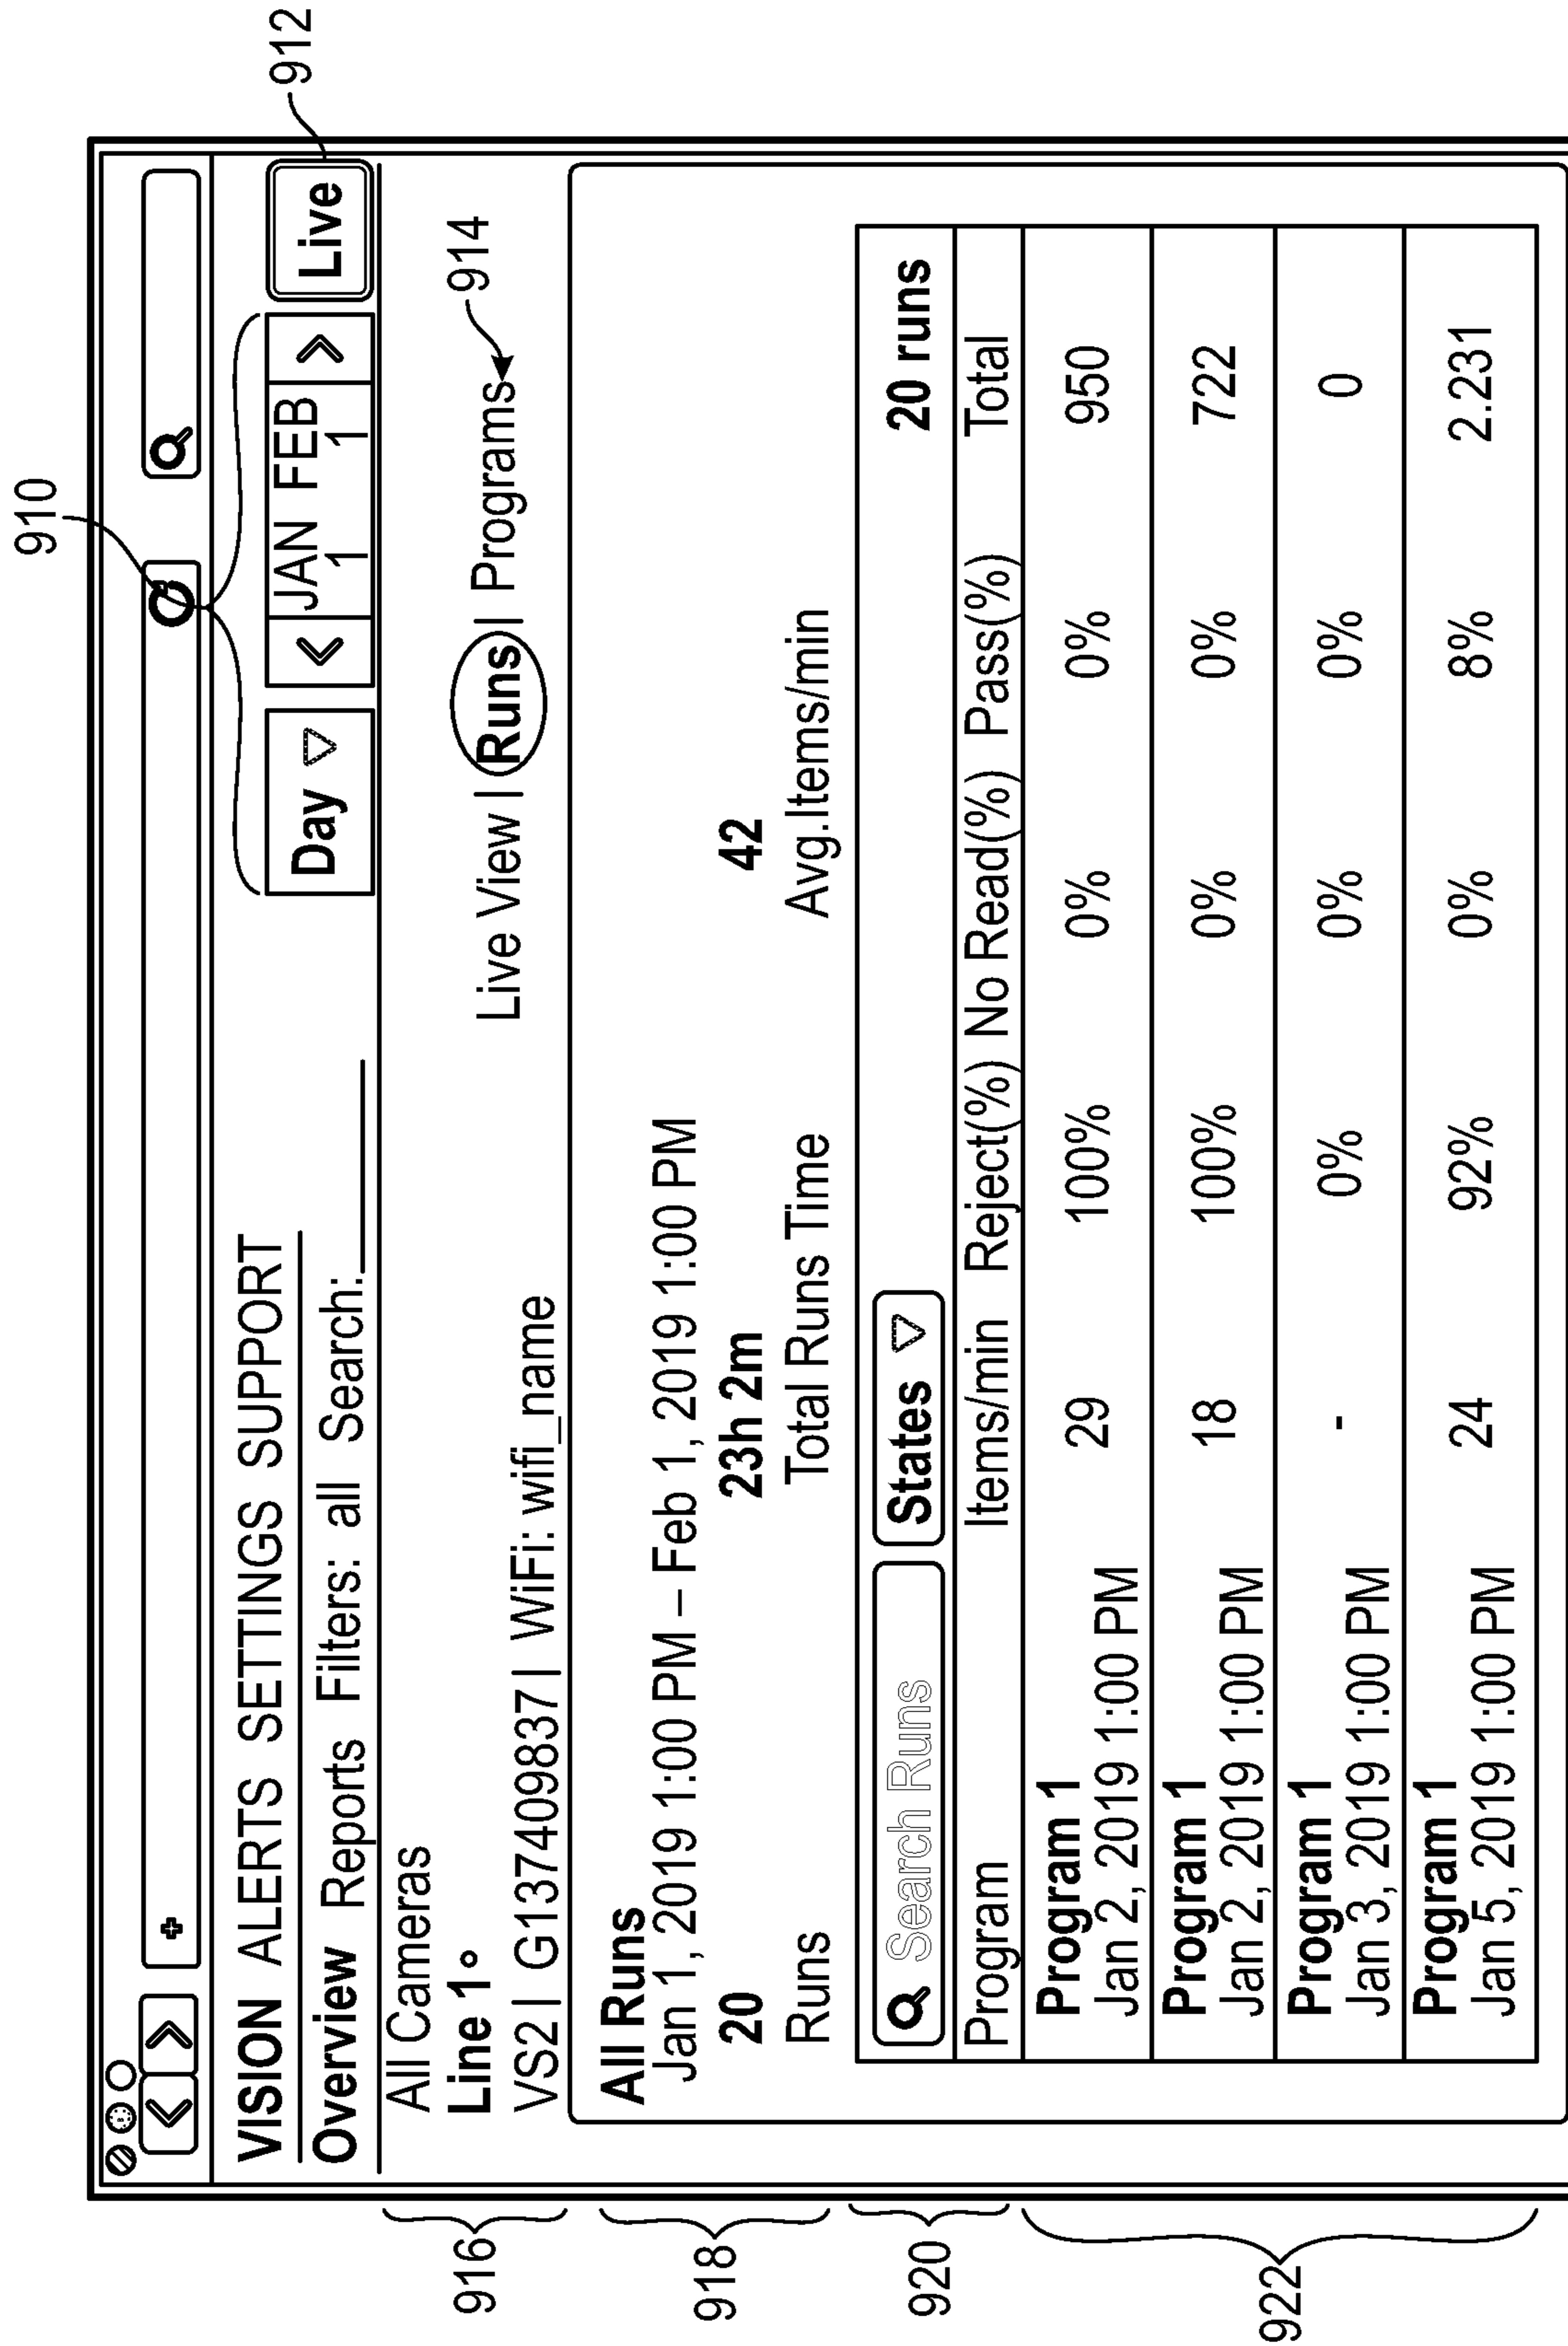 910
912
VISION ALERTS SETTINGS SUPPORT
Overview Reports Filters: all Search:
Day
JAN FEB
1 1
Live
All Cameras
Line 1°
Live View | Runs | Programs
914
VS2 | G137409837 | WiFi: wifi_name
916
All Runs
Jan 1, 2019 1:00 PM – Feb 1, 2019 1:00 PM
20 23h 2m 42
Runs Total Runs Time Avg.Items/min
918
Search Runs States 20 runs
920
Program Items/min Reject(%) No Read(%) Pass(%) Total
Program 1
Jan 2, 2019 1:00 PM 29 100% 0% 0% 950
Program 1
Jan 2, 2019 1:00 PM 18 100% 0% 0% 722
Program 1
Jan 3, 2019 1:00 PM - 0% 0% 0% 0
Program 1
Jan 5, 2019 1:00 PM 24 92% 0% 8% 2.231
922